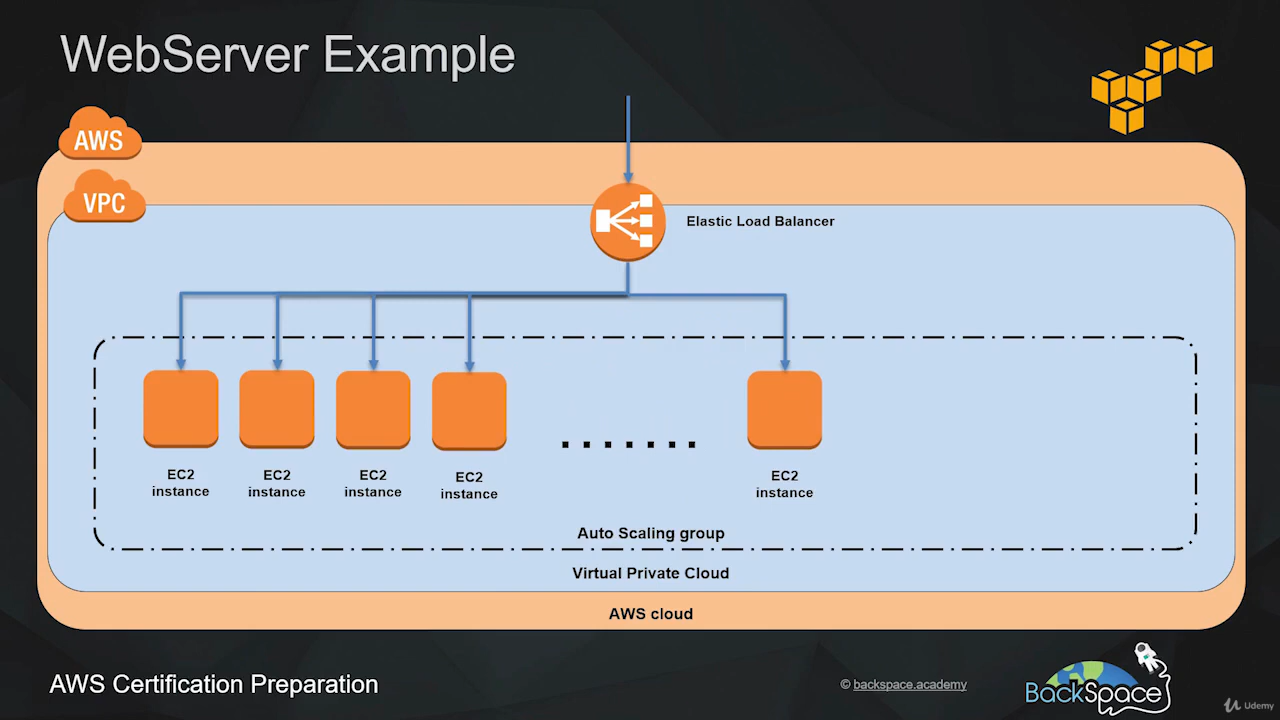 WebServer Example
AWS
VPC
Elastic Load Balancer
EC2
instance
EC2
instance
EC2
instance
EC2
instance
.......
EC2
instance
Auto Scaling group
Virtual Private Cloud
AWS cloud
AWS Certification Preparation
© backspace.academy
BackSpace
Udemy